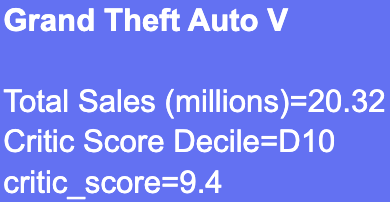 Grand Theft Auto V
Total Sales (millions)=20.32
Critic Score Decile=D10
critic_score=9.4